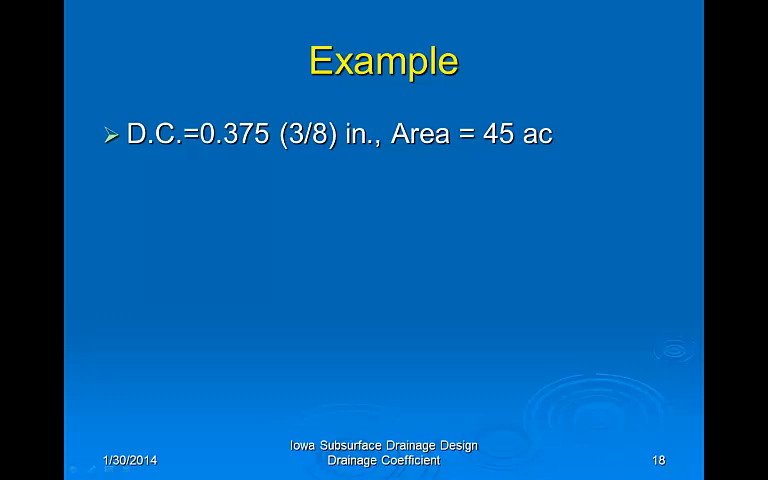 Example
D.C.=0.375 (3/8) in., Area = 45 ac
Iowa Subsurface Drainage Design
1/30/2014 Drainage Coefficient 18